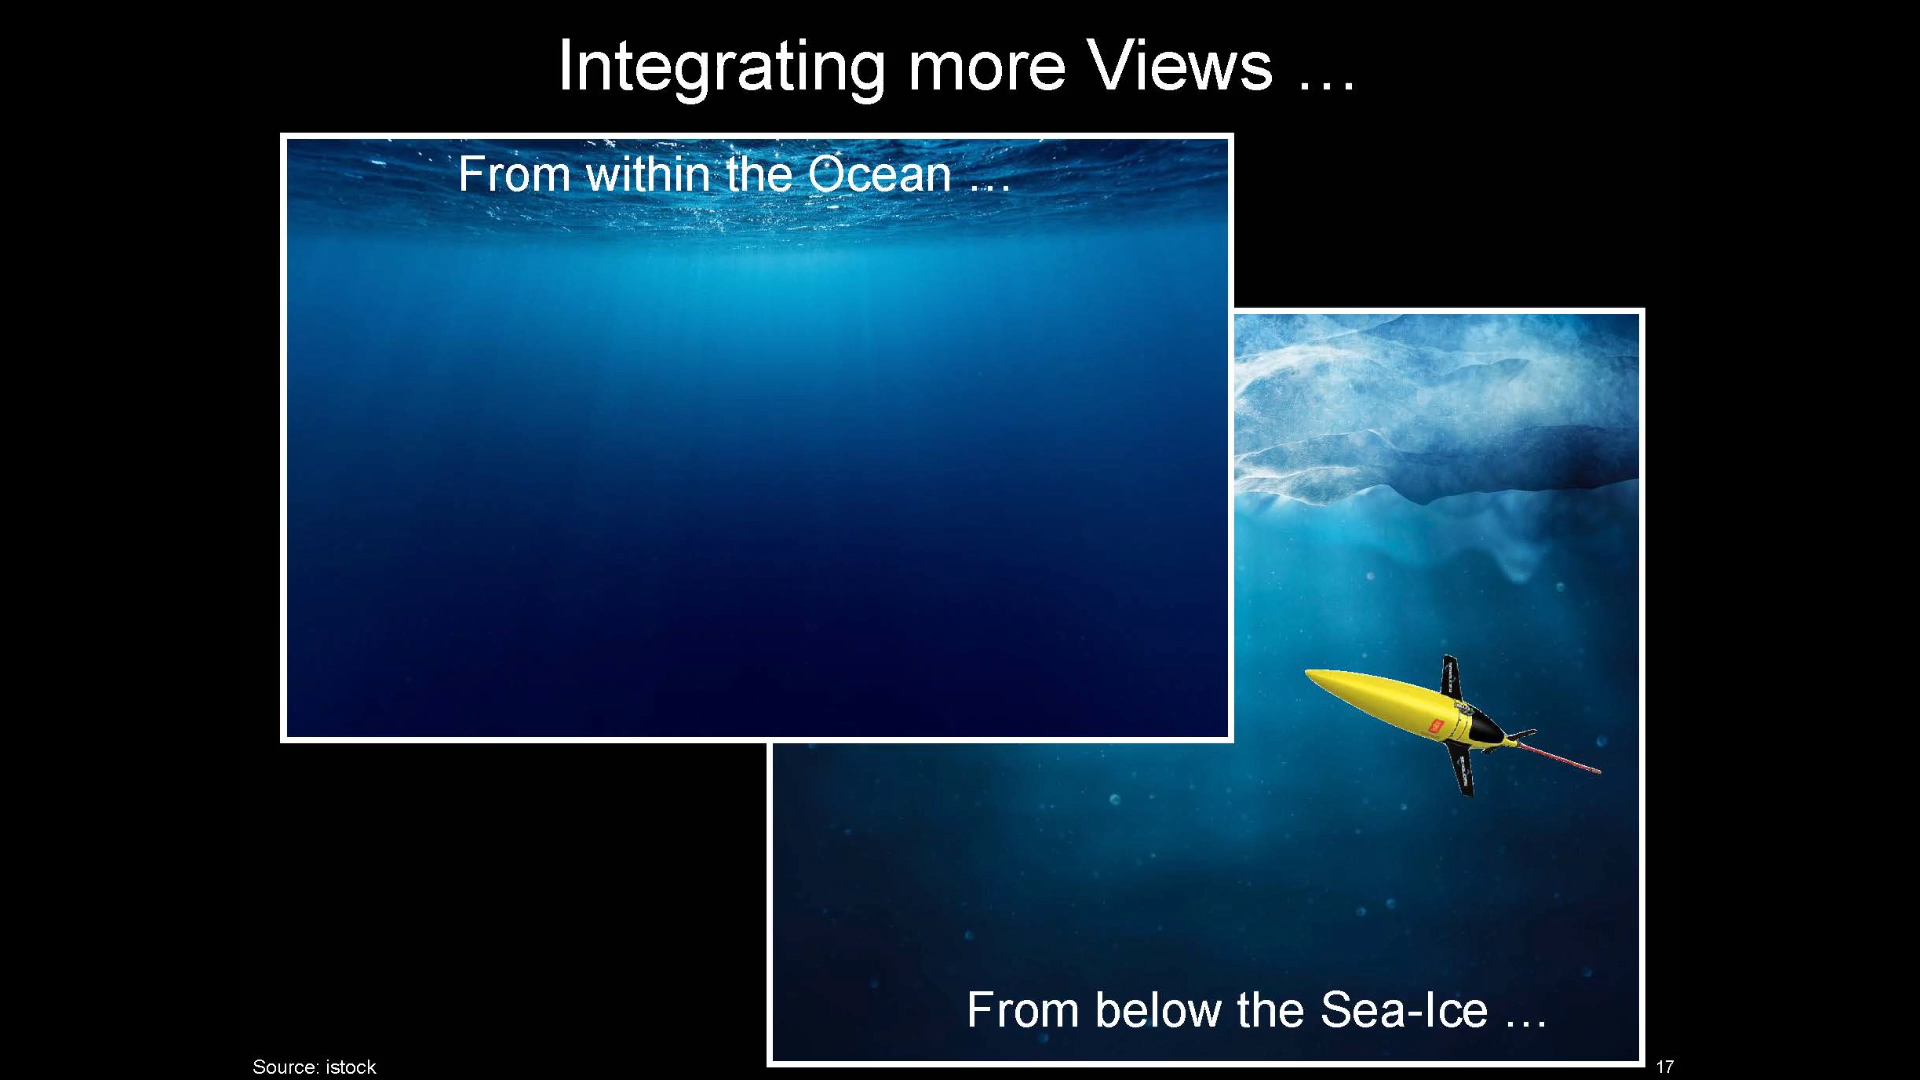 Integrating more Views …
From within the Ocean …
From below the Sea-Ice …
Source: istock
17